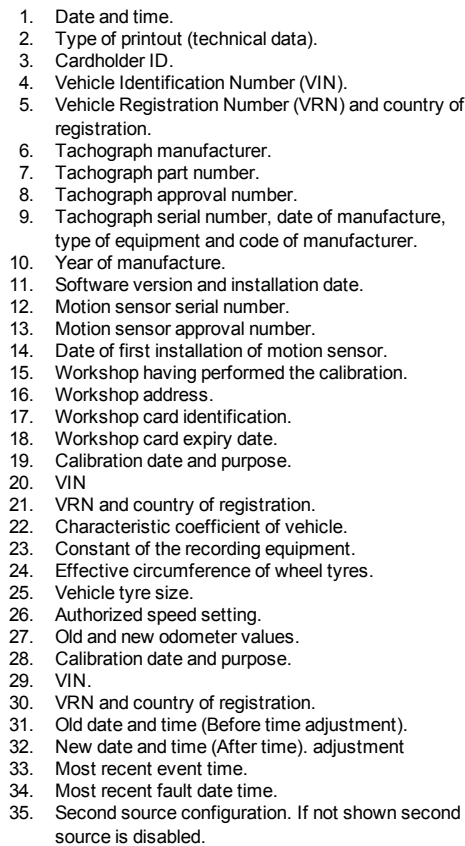 1. Date and time.
2. Type of printout (technical data).
3. Cardholder ID.
4. Vehicle Identification Number (VIN).
5. Vehicle Registration Number (VRN) and country of
registration.
6. Tachograph manufacturer.
7. Tachograph part number.
8. Tachograph approval number.
9. Tachograph serial number, date of manufacture,
type of equipment and code of manufacturer.
10. Year of manufacture.
11. Software version and installation date.
12. Motion sensor serial number.
13. Motion sensor approval number.
14. Date of first installation of motion sensor.
15. Workshop having performed the calibration.
16. Workshop address.
17. Workshop card identification.
18. Workshop card expiry date.
19. Calibration date and purpose.
20. VIN
21. VRN and country of registration.
22. Characteristic coefficient of vehicle.
23. Constant of the recording equipment.
24. Effective circumference of wheel tyres.
25. Vehicle tyre size.
26. Authorized speed setting.
27. Old and new odometer values.
28. Calibration date and purpose.
29. VIN.
30. VRN and country of registration.
31. Old date and time (Before time adjustment).
32. New date and time (After time). adjustment
33. Most recent event time.
34. Most recent fault date time.
35. Second source configuration. If not shown second
source is disabled.